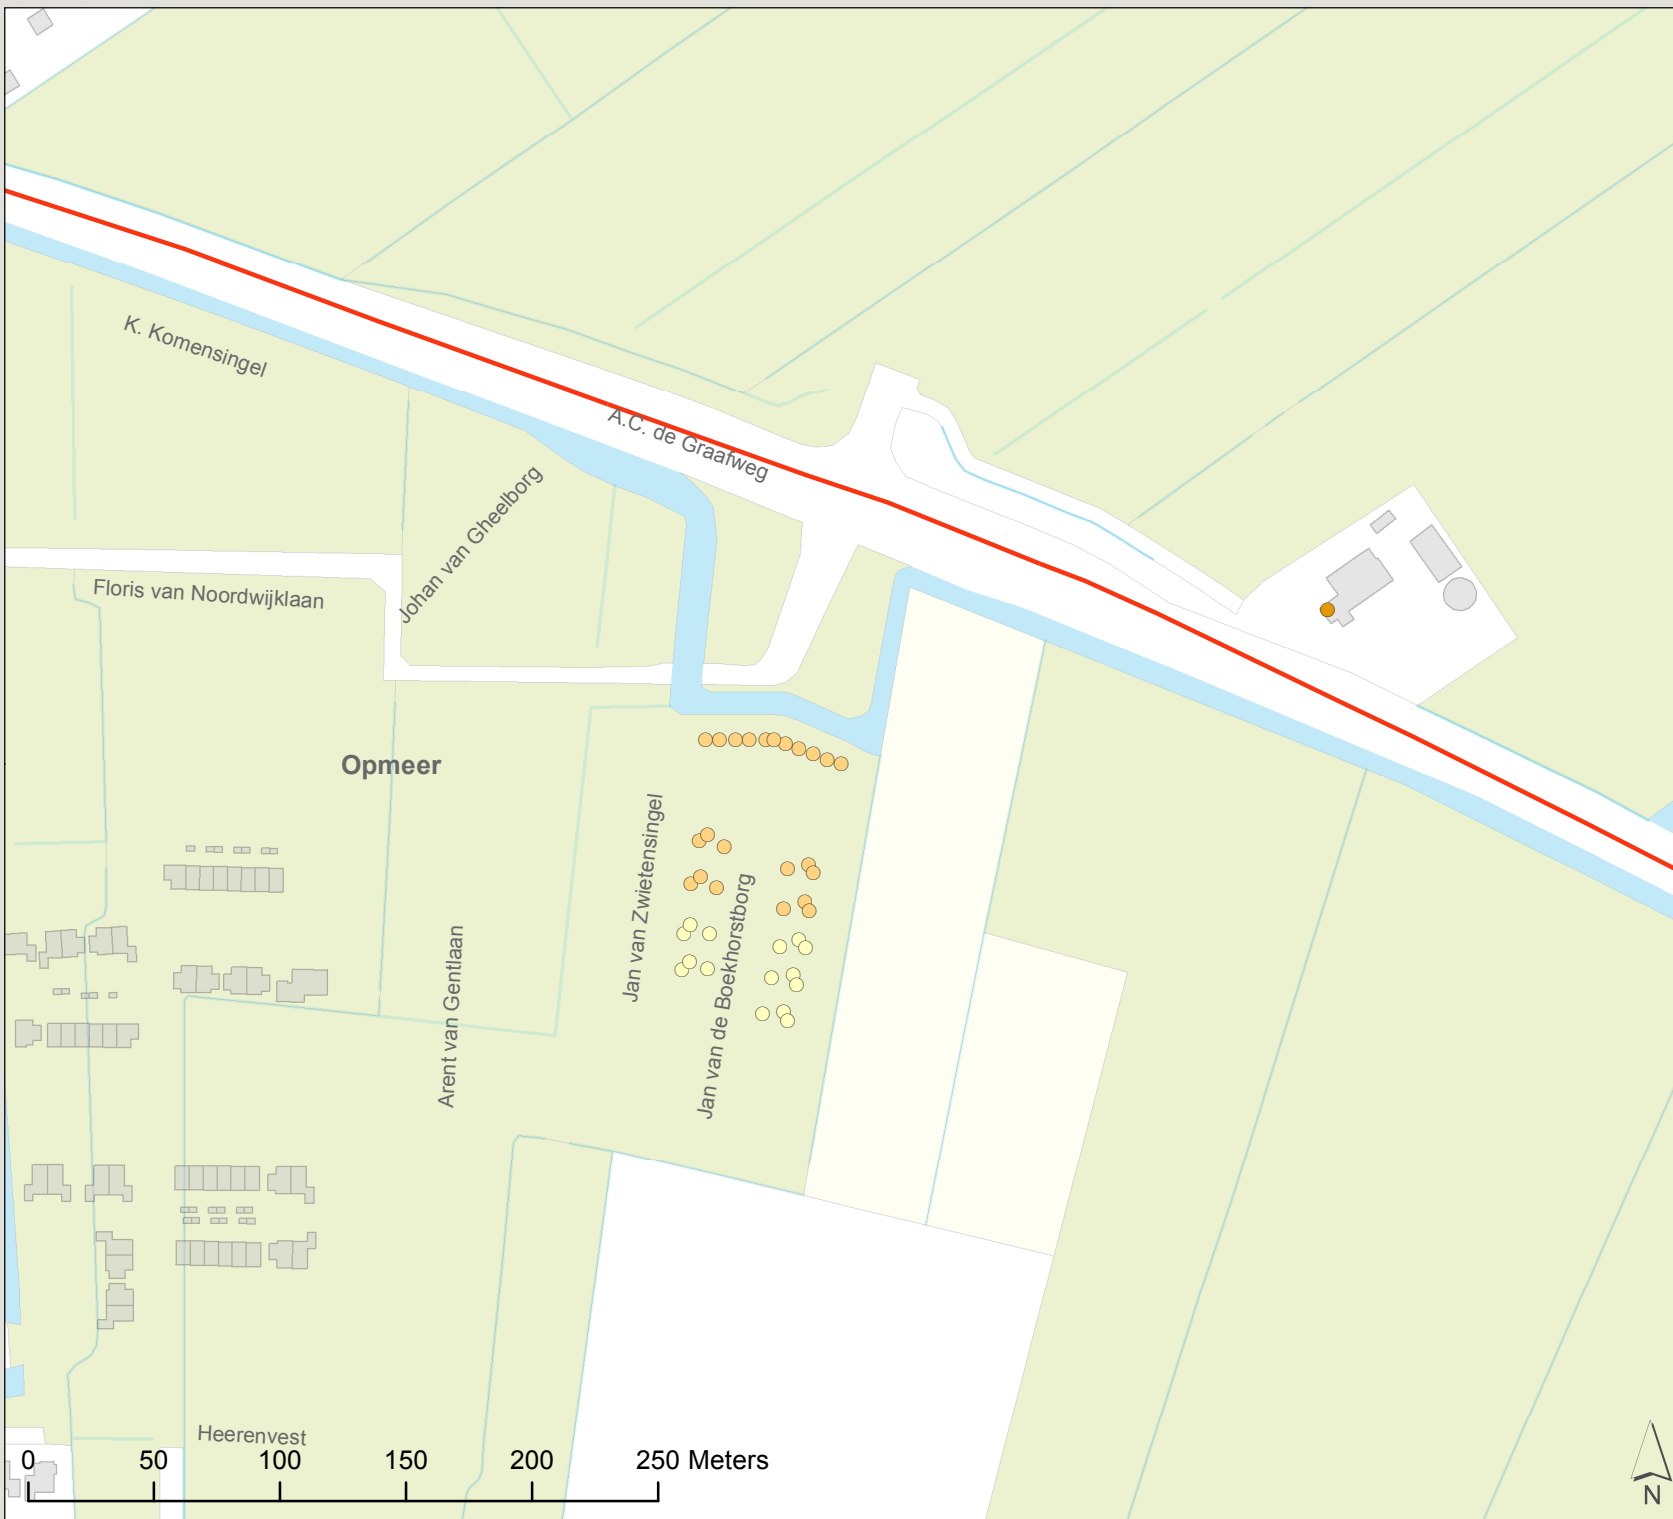 K. Komensingel
A.C. de Graafweg
Johan van Gheelborg
Floris van Noordwijklaan
Opmeer
Jan van Zwietensingel
Jan van de Boekhorstborg
Arent van Gentlaan
Heerenvest
0 50 100 150 200 250 Meters
N